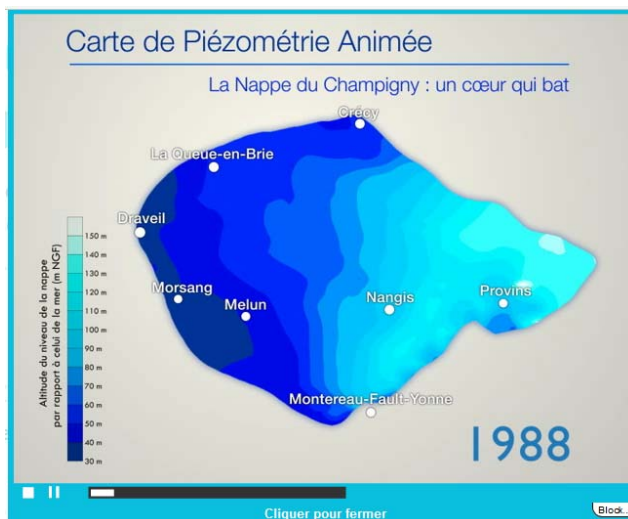 Carte de Piézométrie Animée
La Nappe du Champigny : un cœur qui bat
Crécy
La Queue-en-Brie
Draveil
Morsang
Melun
Nangis
Provins
Montereau-Fault-Yonne
Altitude du niveau de la nappe
par rapport à celui de la mer (m NGF)
150 m
140 m
130 m
120 m
110 m
100 m
90 m
80 m
70 m
60 m
50 m
40 m
30 m
1988
Cliquer pour fermer
Block...